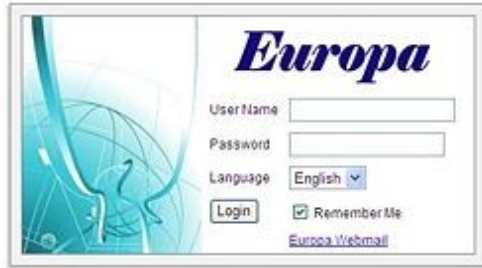 Europa
User Name
Password
Language English
Login Remember Me
Europa Webmail